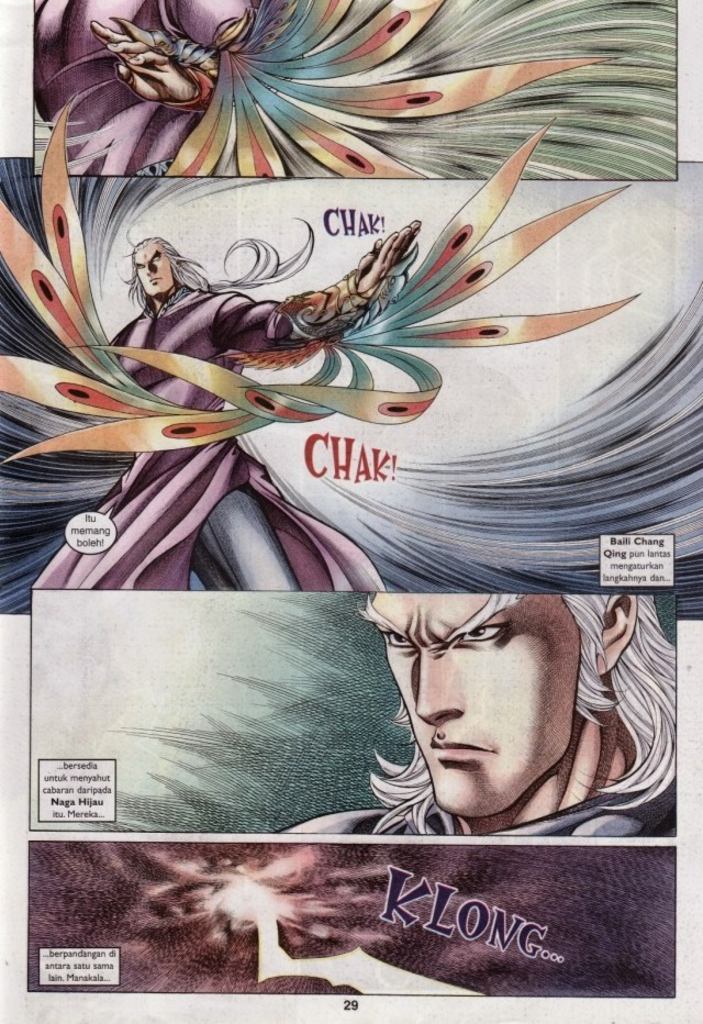 CHAK!
CHAK!
Itu
memang
boleh!
Baili Chang
Qing pun lantas
mengaturkan
langkahnya dan...
...bersedia
untuk menyahut
cabaran daripada
Naga Hijau
itu. Mereka...
KLONG...
...berpandangan di
antara satu sama
lain. Manakala...
29